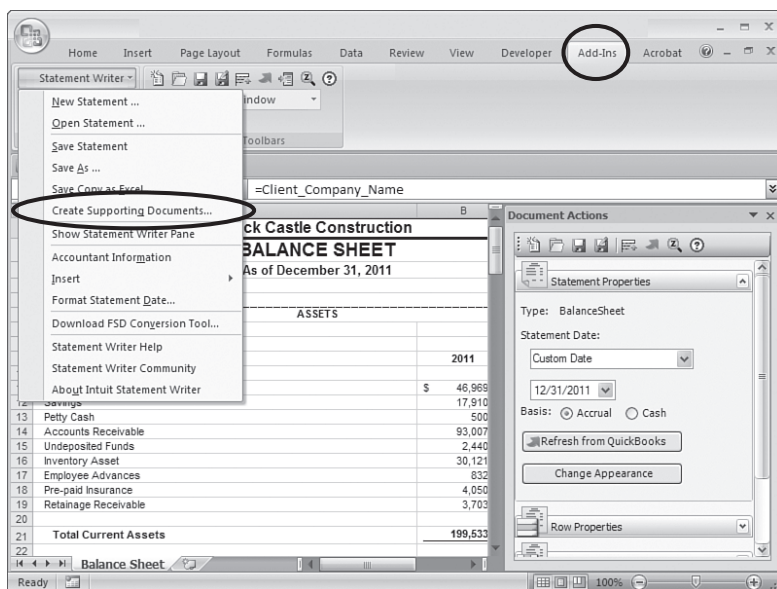 Home Insert Page Layout Formulas Data Review View Developer Add-Ins Acrobat
Statement Writer
New Statement ...
Open Statement ...
Save Statement
Save As ...
Save Copy as Excel
Create Supporting Documents...
Show Statement Writer Pane
Accountant Information
Insert
Format Statement Date...
Download FSD Conversion Tool...
Statement Writer Help
Statement Writer Community
About Intuit Statement Writer
indow
Toolbars
=Client_Company_Name
B
ck Castle Construction
BALANCE SHEET
As of December 31, 2011
ASSETS
2011
$ 46,969
12 Savings 17,910
13 Petty Cash 500
14 Accounts Receivable 93,007
15 Undeposited Funds 2,440
16 Inventory Asset 30,121
17 Employee Advances 832
18 Pre-paid Insurance 4,050
19 Retainage Receivable 3,703
20
21 Total Current Assets 199,533
22
Balance Sheet
Ready
100%
Document Actions
Statement Properties
Type: BalanceSheet
Statement Date:
Custom Date
12/31/2011
Basis: Accrual Cash
Refresh from QuickBooks
Change Appearance
Row Properties